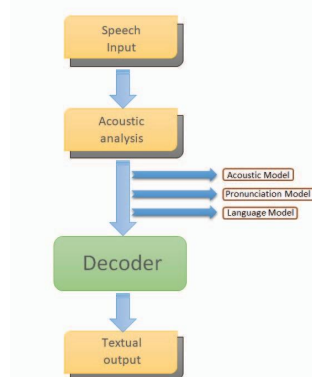 Speech
Input
Acoustic
analysis
Acoustic Model
Pronunciation Model
Language Model
Decoder
Textual
output